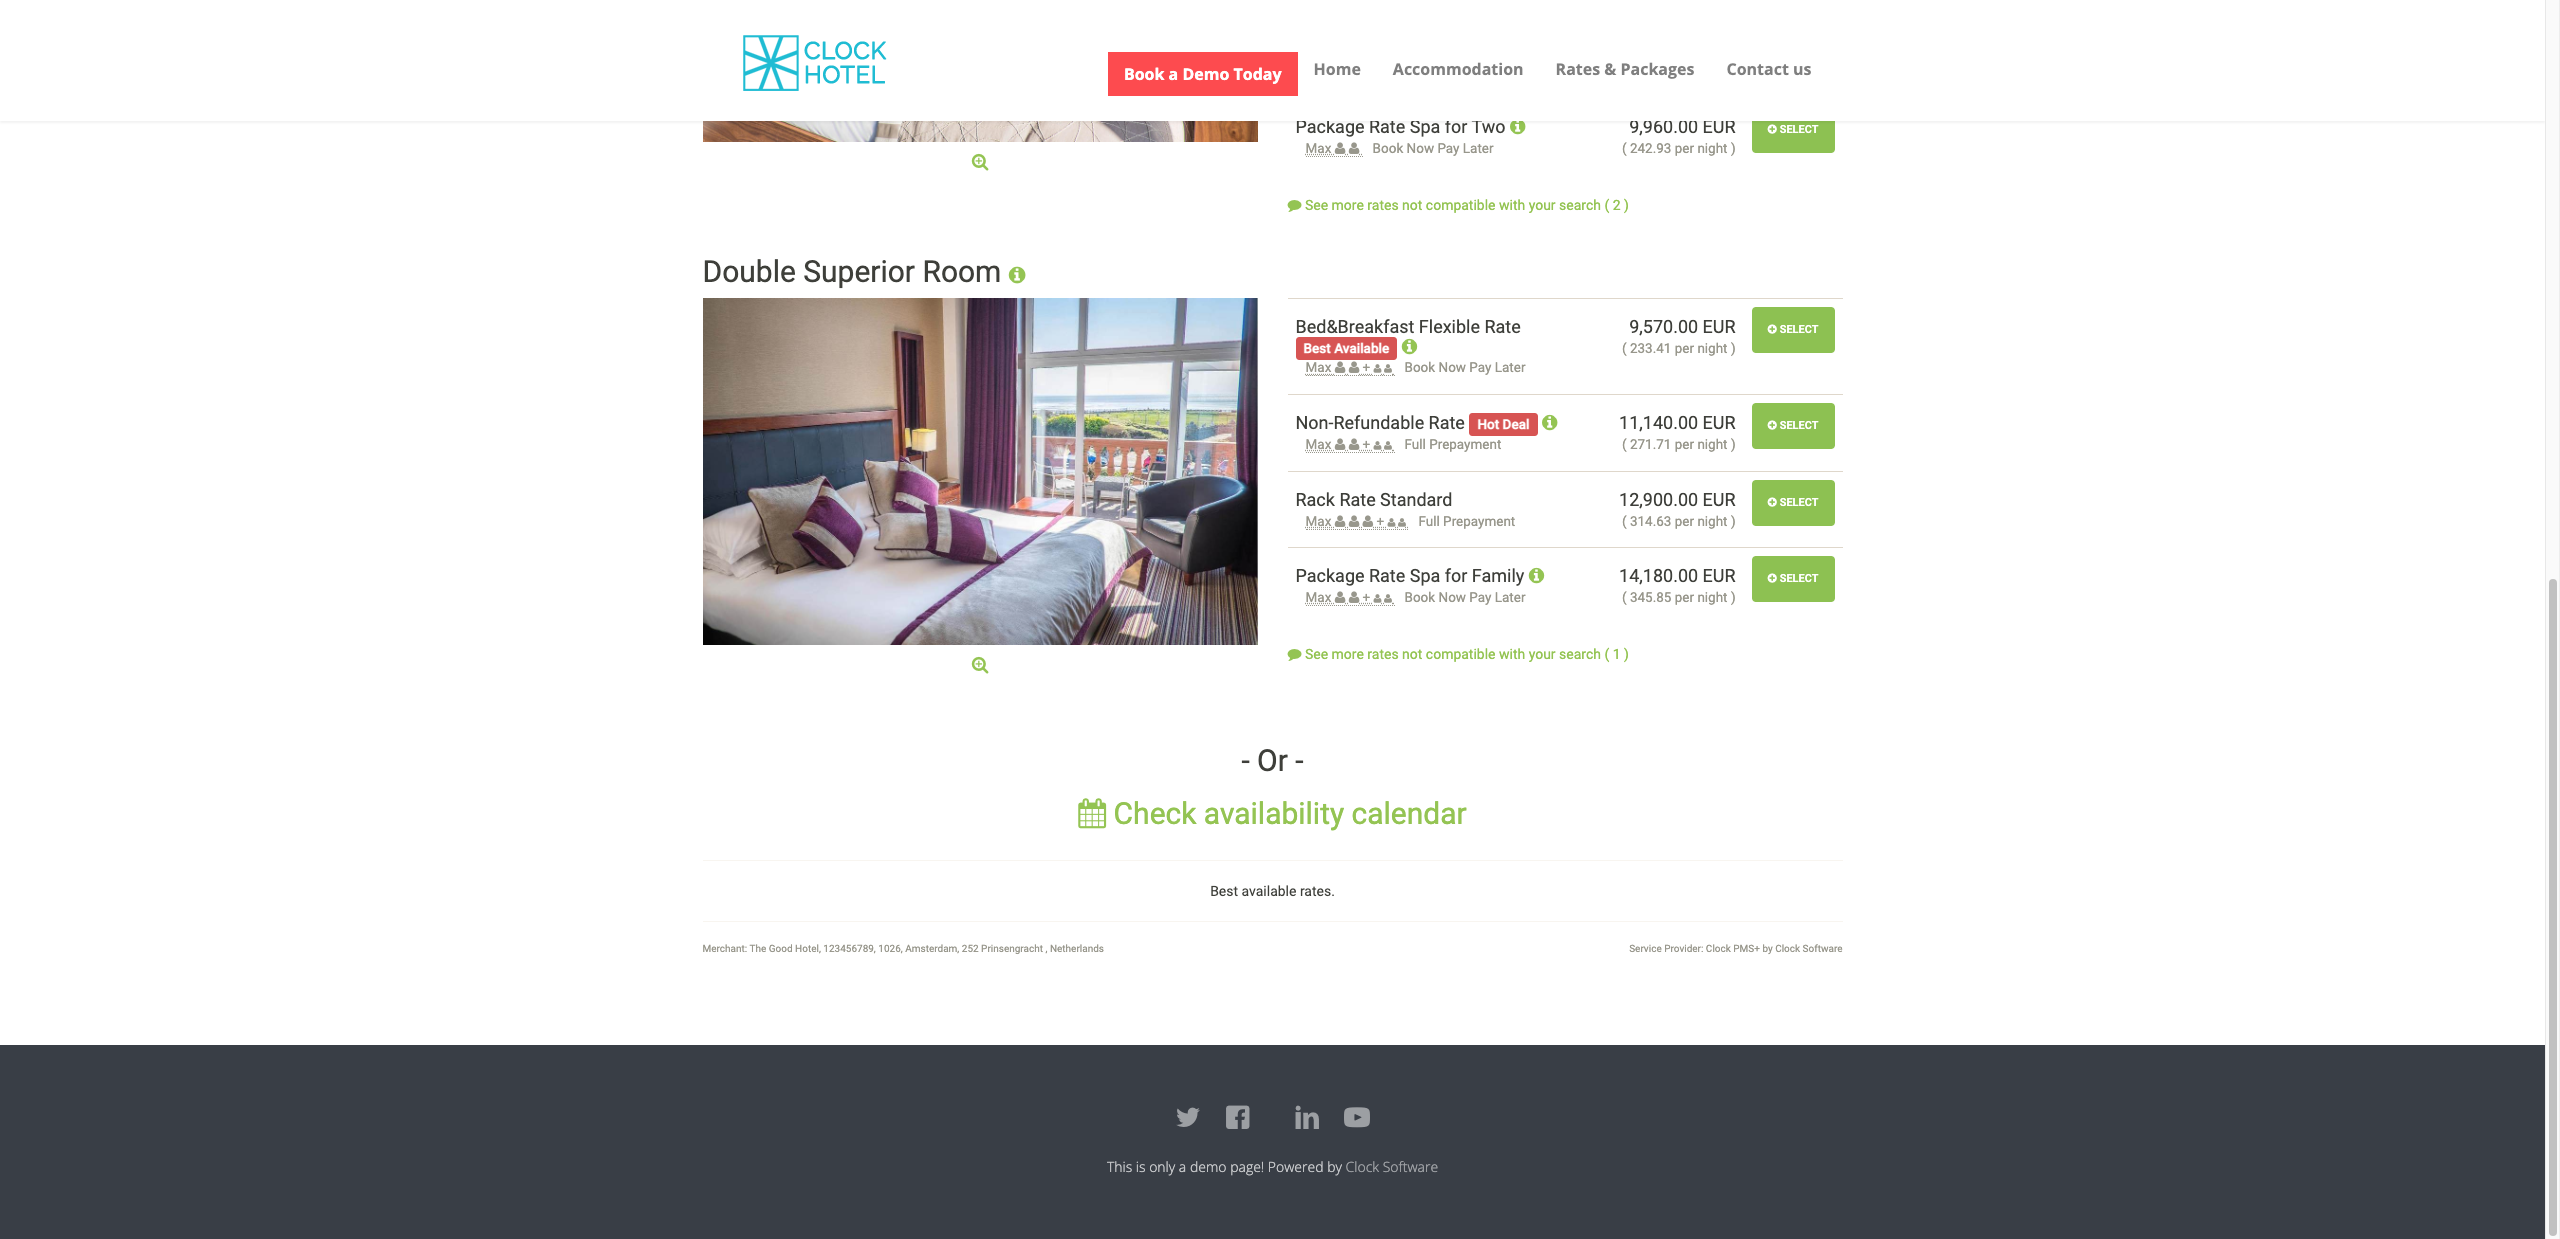 CLOCK
HOTEL
Book a Demo Today
Home
Accommodation
Rates & Packages
Contact us
Package Rate Spa for Two
9,960.00 EUR
SELECT
Max
Book Now Pay Later
( 242.93 per night )
See more rates not compatible with your search ( 2 )
Double Superior Room
Bed&Breakfast Flexible Rate
9,570.00 EUR
SELECT
Best Available
( 233.41 per night )
Max + Book Now Pay Later
Non-Refundable Rate Hot Deal
11,140.00 EUR
SELECT
Max + Full Prepayment
( 271.71 per night )
Rack Rate Standard
12,900.00 EUR
SELECT
Max + Full Prepayment
( 314.63 per night )
Package Rate Spa for Family
14,180.00 EUR
SELECT
Max + Book Now Pay Later
( 345.85 per night )
See more rates not compatible with your search ( 1 )
- Or -
Check availability calendar
Best available rates.
Merchant: The Good Hotel, 123456789, 1026, Amsterdam, 252 Prinsengracht , Netherlands
Service Provider: Clock PMS+ by Clock Software
This is only a demo page! Powered by Clock Software